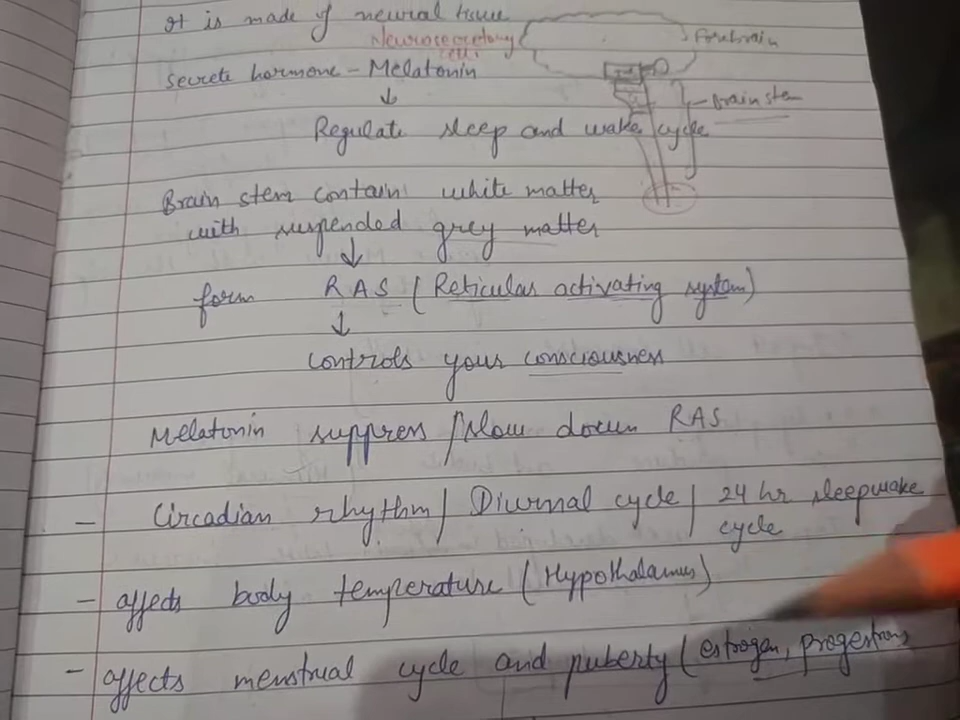 It is made of neural tissue
Neurosecretory
cell
Forebrain
secrete hormone - Melatonin
Brain stem
Regulate sleep and wake cycle
Brain stem contain white matter
with suspended grey matter
form RAS (Reticular activating system)
controls your consciousness
Melatonin suppress / slow down RAS
- Circadian rhythm / Diurnal cycle / 24 hr sleepwake
cycle
- affects body temperature (Hypothalamus)
- affects menstrual cycle and puberty (estrogen,